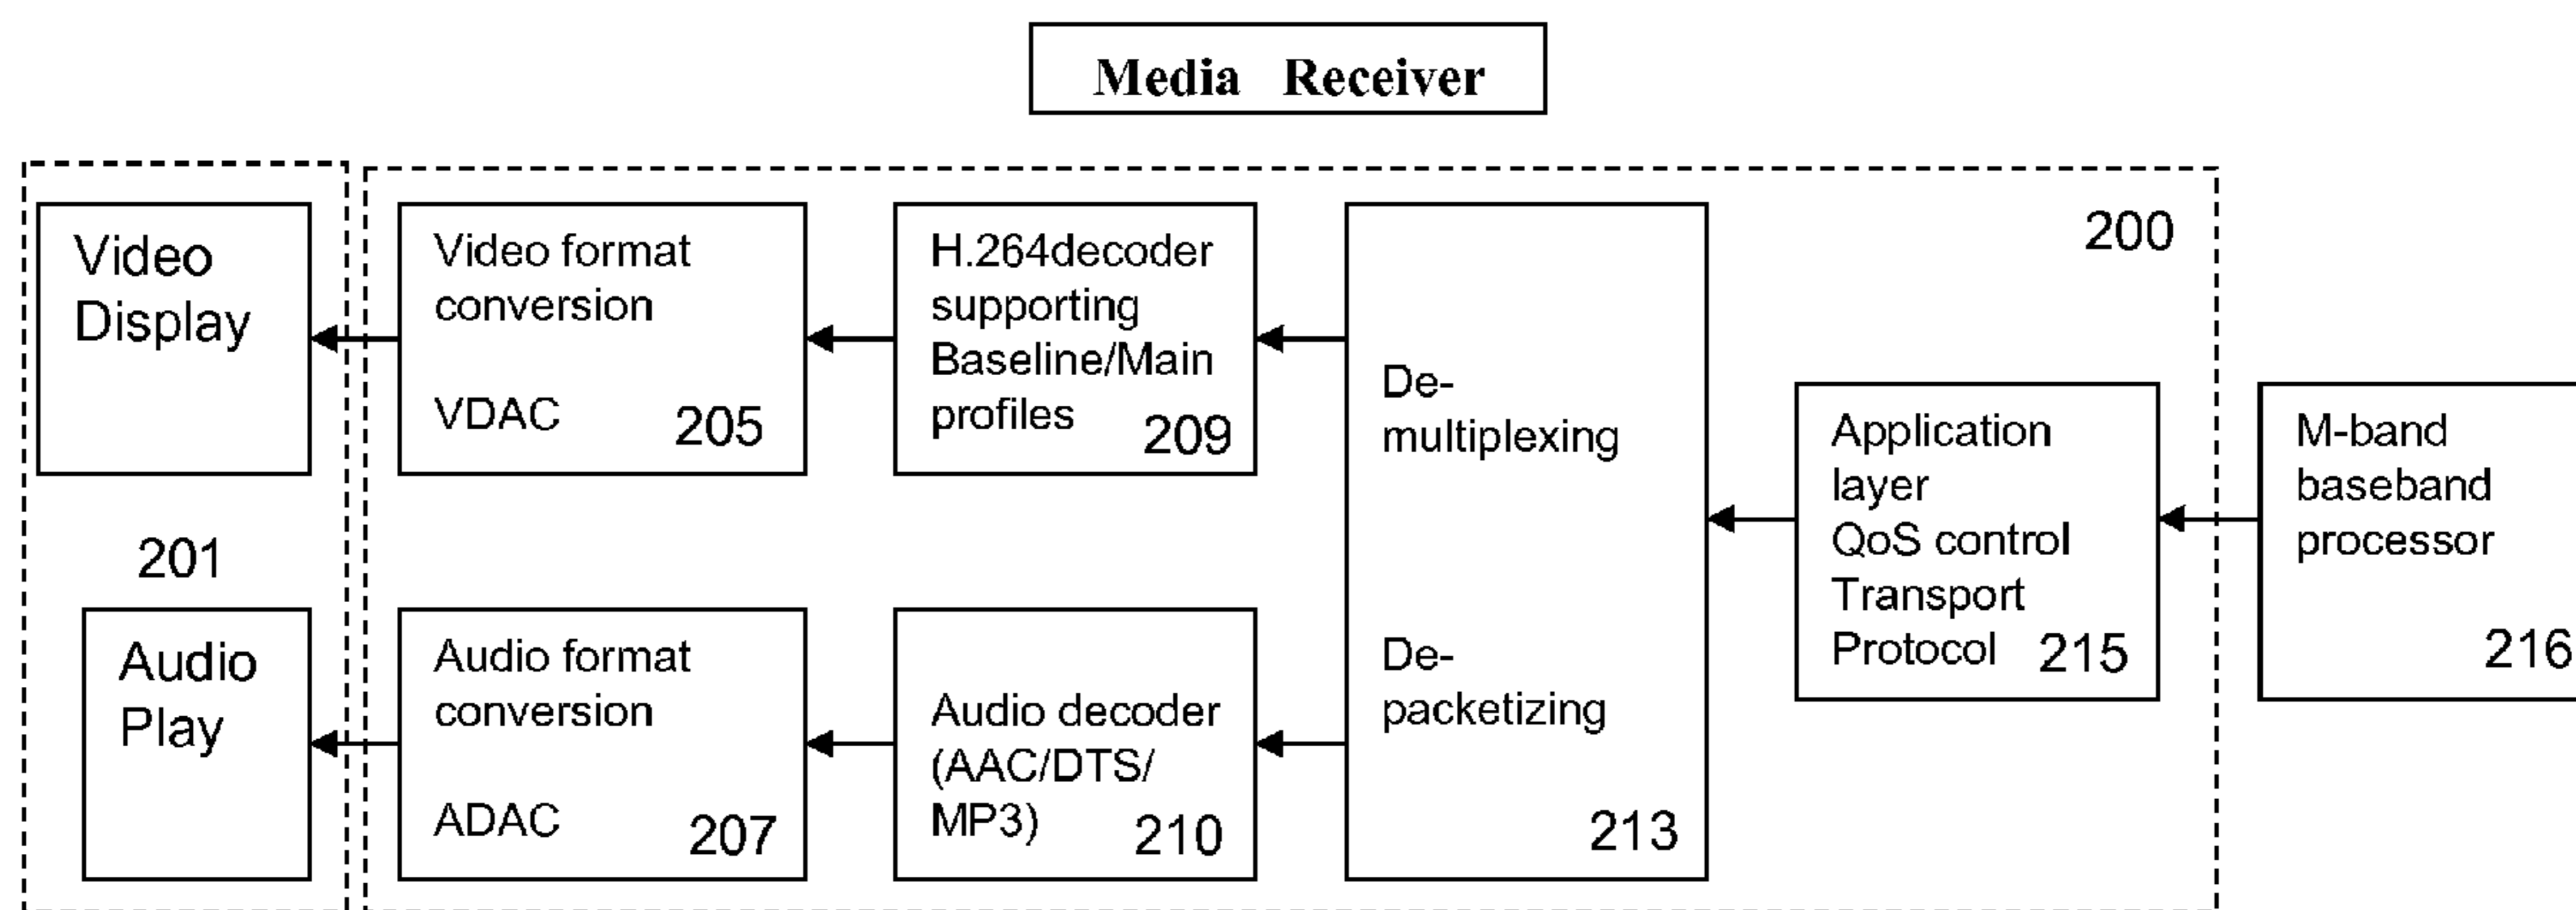 Media Receiver
200
Video
Display
Video format
conversion
VDAC
205
H.264decoder
supporting
Baseline/Main
profiles
209
De-
multiplexing
De-
packetizing
213
Application
layer
QoS control
Transport
Protocol
215
M-band
baseband
processor
216
201
Audio
Play
Audio format
conversion
ADAC
207
Audio decoder
(AAC/DTS/
MP3)
210